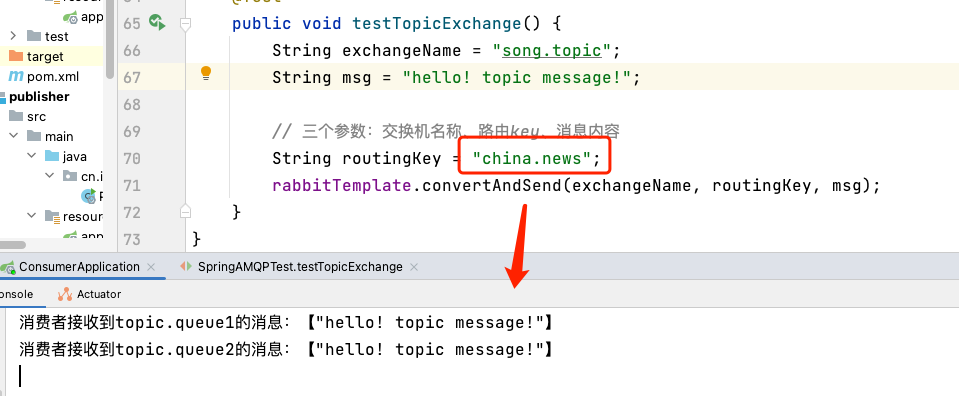 resour
app
test
target
pom.xml
publisher
src
main
java
cn.i
resour
app
65 public void testTopicExchange() {
66 String exchangeName = "song.topic";
67 String msg = "hello! topic message!";
68
69 // 三个参数：交换机名称、路由key、消息内容
70 String routingKey = "china.news";
71 rabbitTemplate.convertAndSend(exchangeName, routingKey, msg);
72 }
73 }
ConsumerApplication × SpringAMQPTest.testTopicExchange ×
onsole Actuator
消费者接收到topic.queue1的消息：【"hello! topic message!"】
消费者接收到topic.queue2的消息：【"hello! topic message!"】